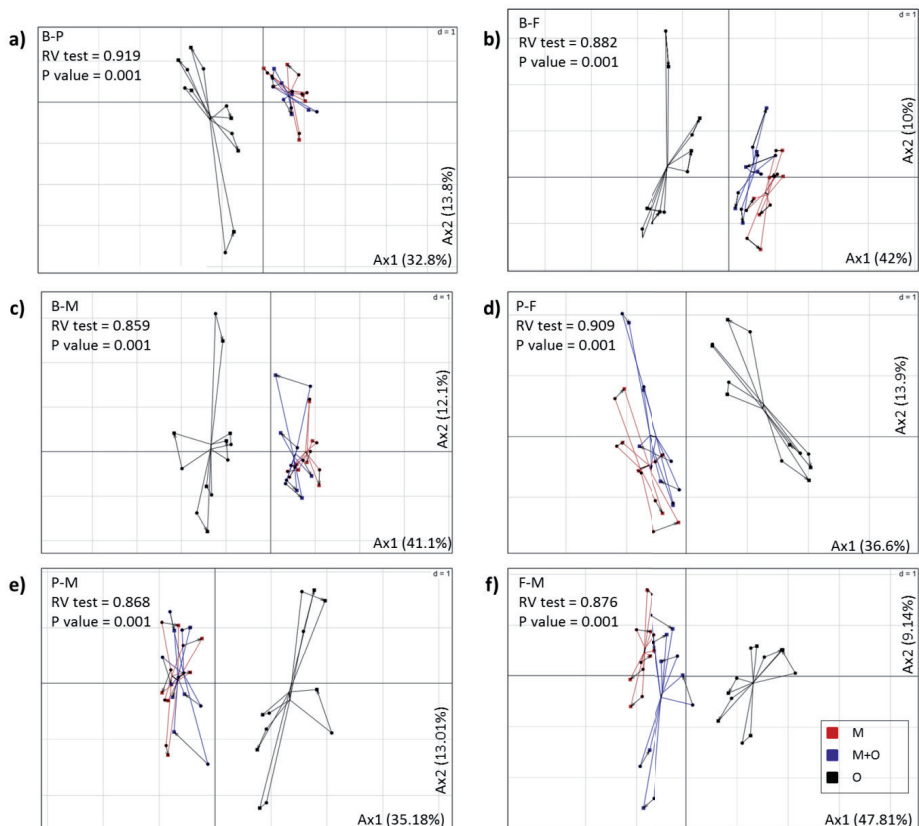 a)
B-P
RV test = 0.919
P value = 0.001
d = 1
Ax2 (13.8%)
Ax1 (32.8%)
b)
B-F
RV test = 0.882
P value = 0.001
d = 1
Ax2 (10%)
Ax1 (42%)
c)
B-M
RV test = 0.859
P value = 0.001
d = 1
Ax2 (12.1%)
Ax1 (41.1%)
d)
P-F
RV test = 0.909
P value = 0.001
d = 1
Ax2 (13.9%)
Ax1 (36.6%)
e)
P-M
RV test = 0.868
P value = 0.001
d = 1
Ax2 (13.01%)
Ax1 (35.18%)
f)
F-M
RV test = 0.876
P value = 0.001
d = 1
Ax2 (9.14%)
M
M+O
O
Ax1 (47.81%)